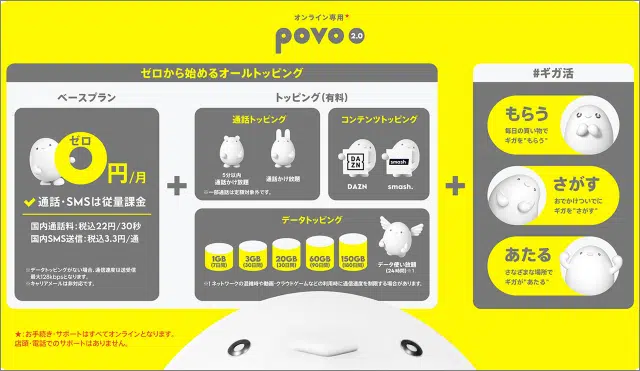 オンライン専用★
povo 2.0
ゼロから始めるオールトッピング
ベースプラン
ゼロ
0円/月
通話・SMSは従量課金
国内通話料:税込22円/30秒
国内SMS送信:税込3.3円/通
※データトッピングがない場合、通信速度は送受信
最大128kbpsとなります。
※キャリアメールは非対応です。
+
トッピング(有料)
通話トッピング
5分以内
通話かけ放題
通話かけ放題
※一部通話は定額対象外です。
コンテンツトッピング
DAZN
smash.
DAZN
smash.
データトッピング
1GB
(7日間)
3GB
(30日間)
20GB
(30日間)
60GB
(90日間)
150GB
(180日間)
データ使い放題
(24時間)※1
※1 ネットワークの混雑時や動画・クラウドゲームなどの利用時に通信速度を制限する場合があります。
+
#ギガ活
もらう
毎日の買い物で
ギガを"もらう"
さがす
おでかけついでに
ギガを"さがす"
あたる
さまざまな場所で
ギガが"あたる"
★:お手続き・サポートはすべてオンラインとなります。
店頭・電話でのサポートはありません。